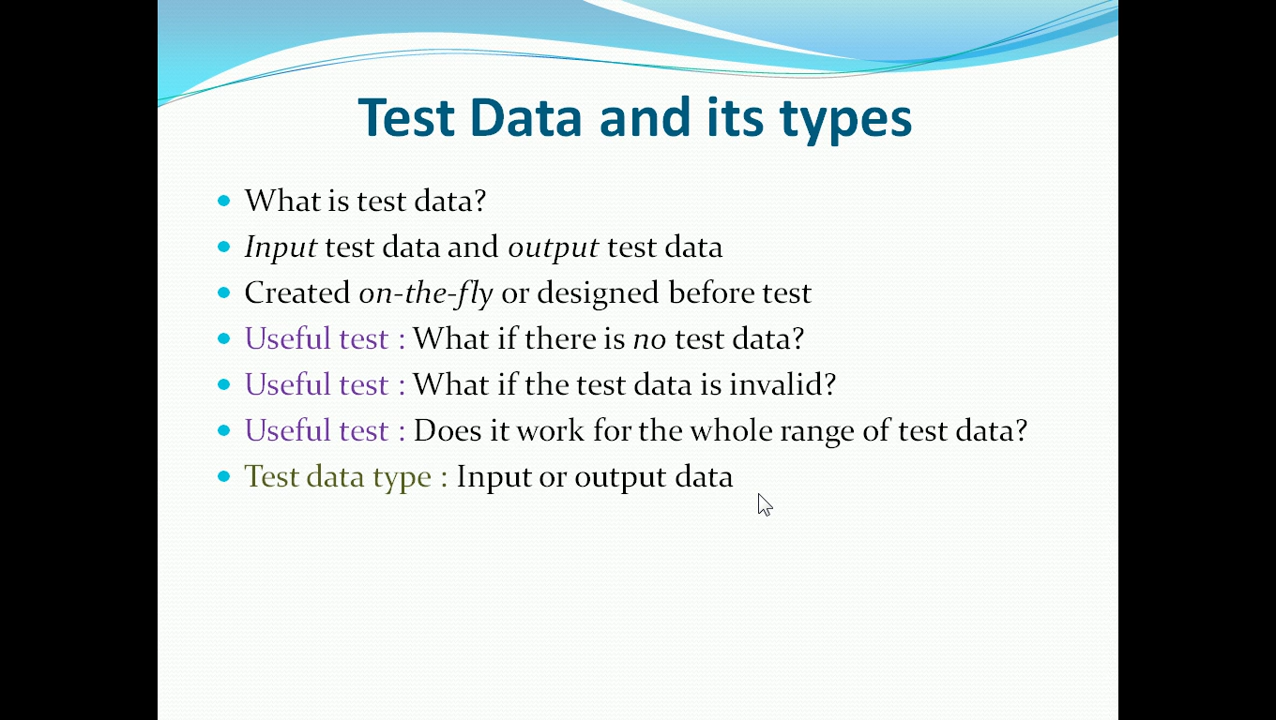 Test Data and its types
• What is test data?
• Input test data and output test data
• Created on-the-fly or designed before test
• Useful test : What if there is no test data?
• Useful test : What if the test data is invalid?
• Useful test : Does it work for the whole range of test data?
• Test data type : Input or output data